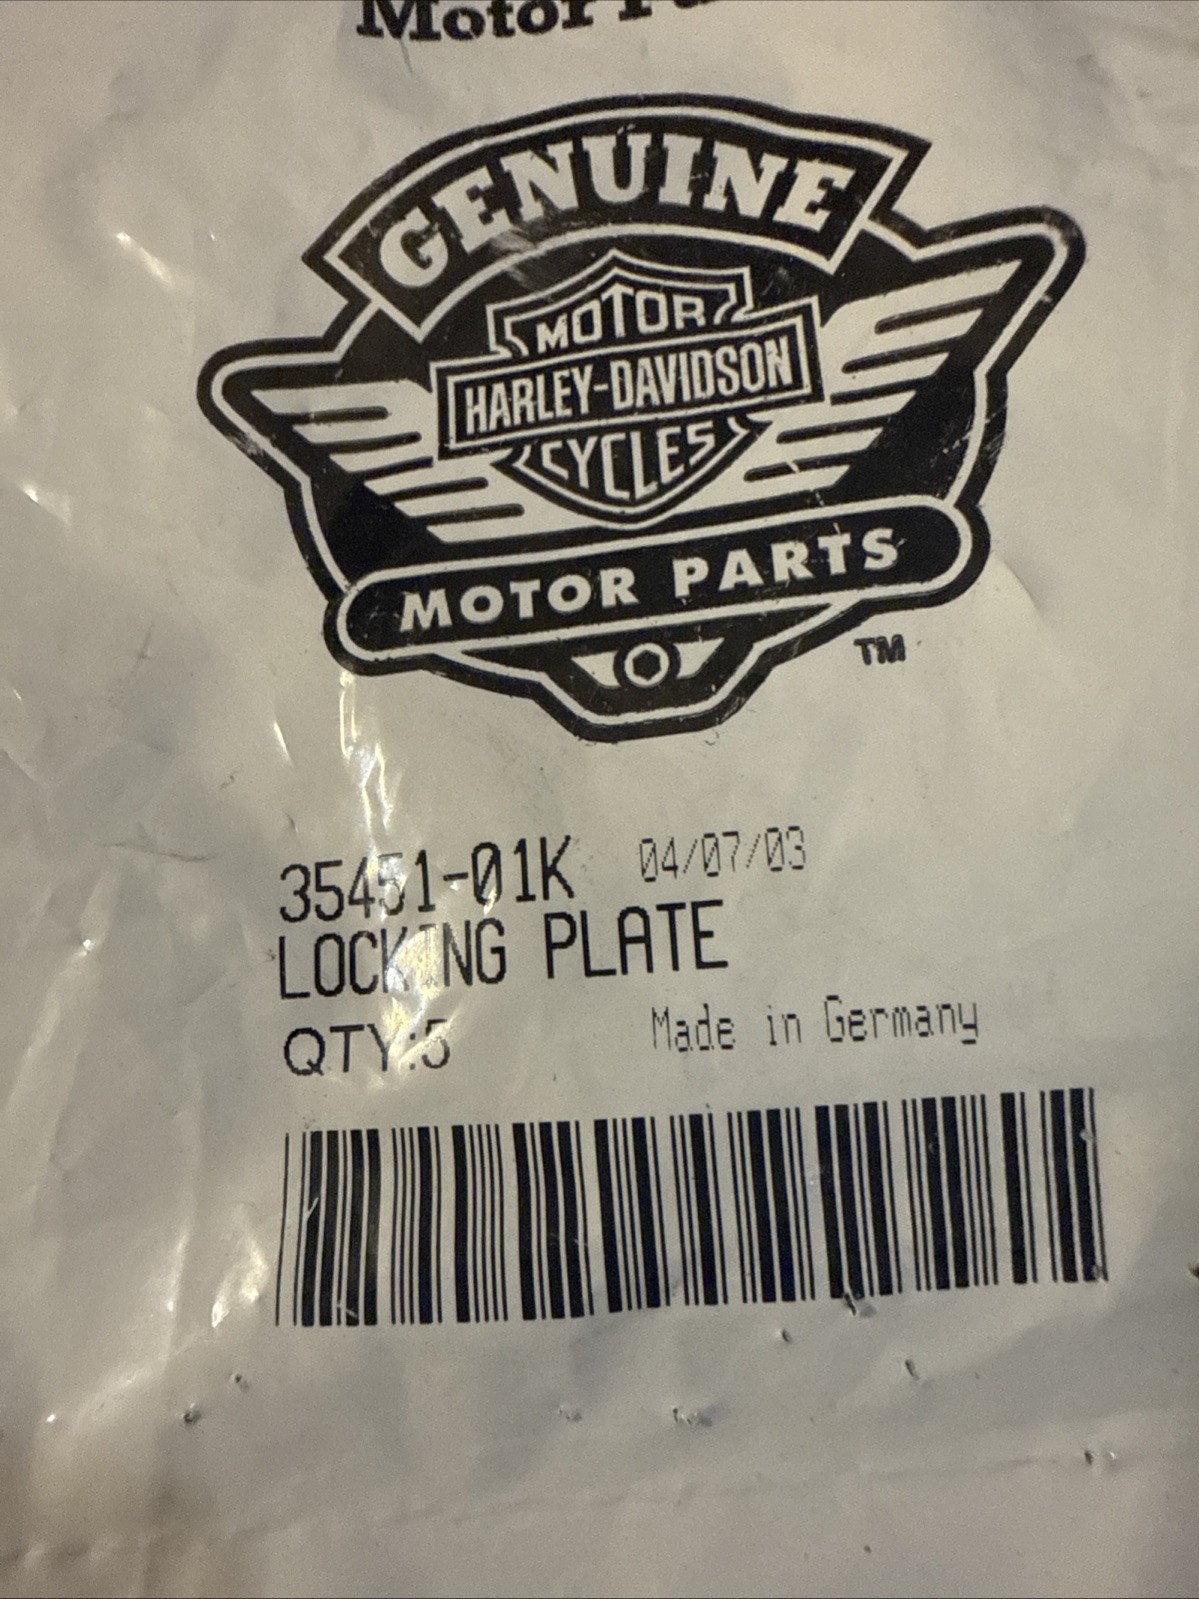 Motor
GENUINE
MOTOR
HARLEY-DAVIDSON
CYCLES
MOTOR PARTS
TM
35451-01K 04/07/03
LOCKING PLATE
QTY:5 Made in Germany